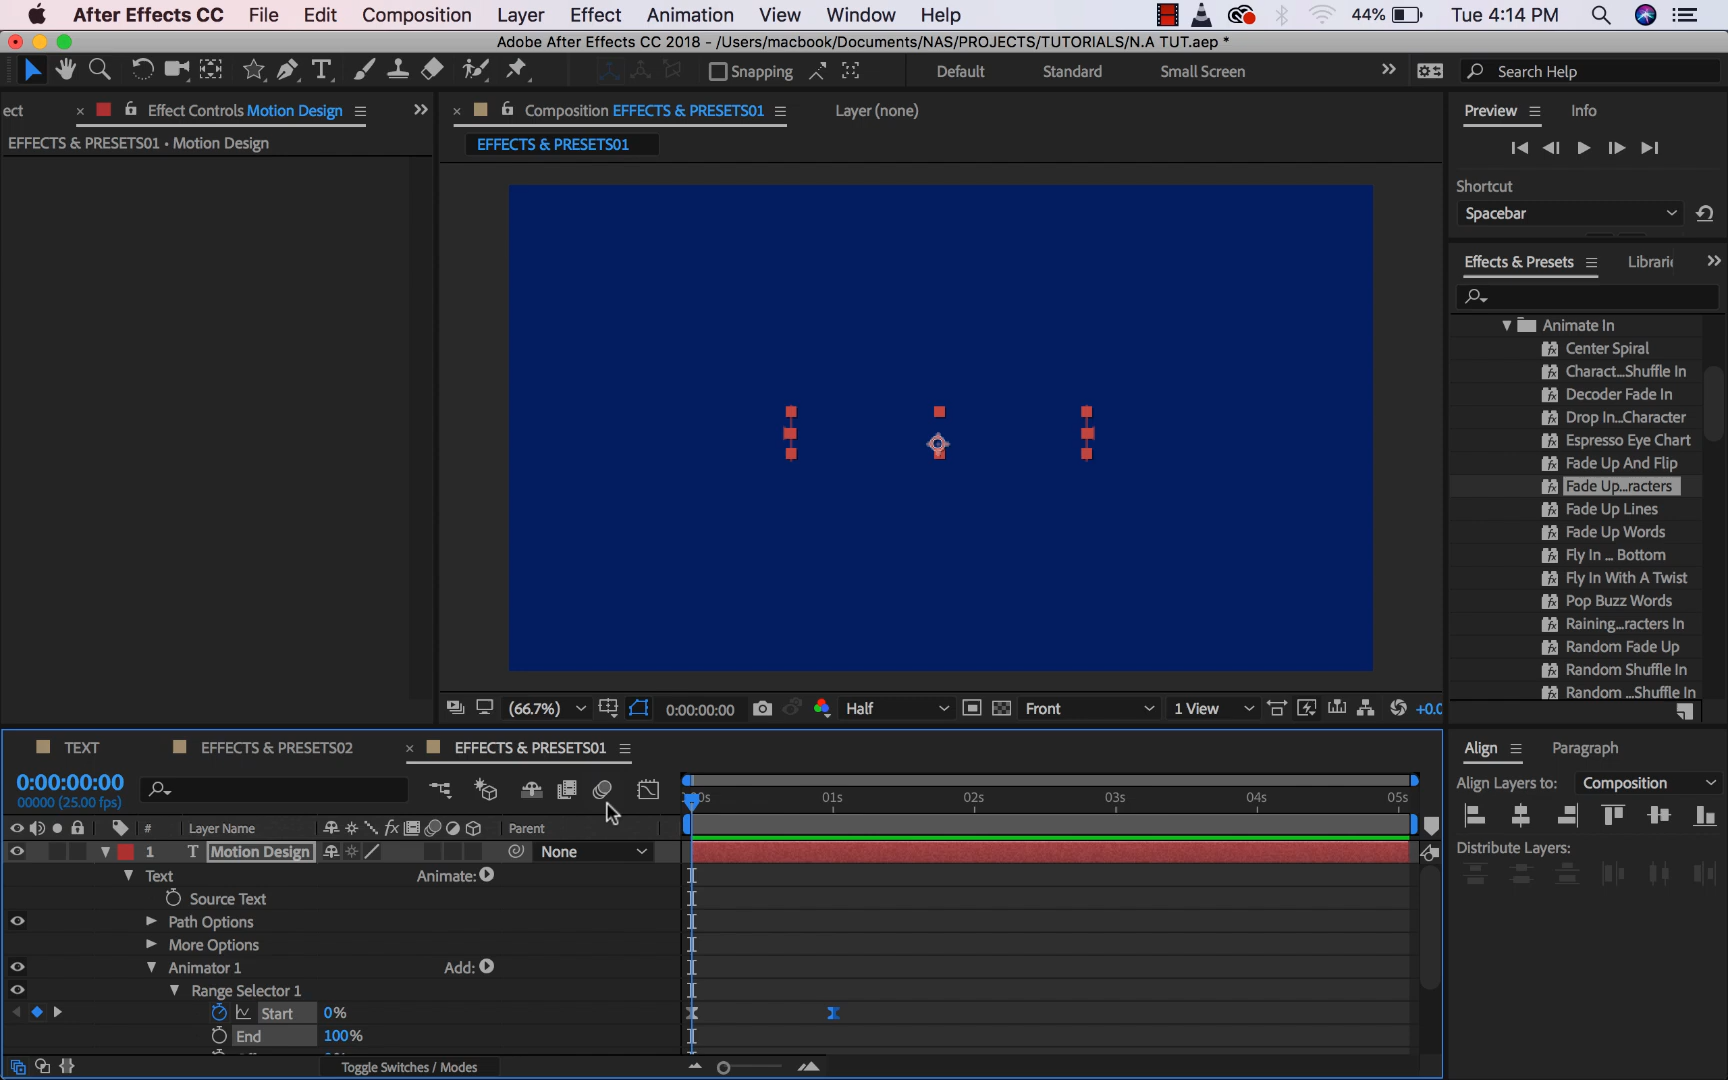 After Effects CC File Edit Composition Layer Effect Animation View Window Help 44% Tue 4:14 PM
Adobe After Effects CC 2018 - /Users/macbook/Documents/NAS/PROJECTS/TUTORIALS/N.A TUT.aep *
T Snapping Default Standard Small Screen » Search Help
ect × Effect Controls Motion Design » × Composition EFFECTS & PRESETS01 Layer (none) Preview Info
EFFECTS & PRESETS01 • Motion Design EFFECTS & PRESETS01
Shortcut
Spacebar
Effects & Presets Librari »
Animate In
Center Spiral
Charact...Shuffle In
Decoder Fade In
Drop In...Character
Espresso Eye Chart
Fade Up And Flip
Fade Up...racters
Fade Up Lines
Fade Up Words
Fly In ... Bottom
Fly In With A Twist
Pop Buzz Words
Raining...racters In
Random Fade Up
Random Shuffle In
Random ...Shuffle In
(66.7%) 0:00:00:00 Half Front 1 View +0.0
TEXT EFFECTS & PRESETS02 × EFFECTS & PRESETS01 Align Paragraph
0:00:00:00 Align Layers to: Composition
00000 (25.00 fps) 01s 02s 03s 04s 05s
# Layer Name fx Parent
Distribute Layers:
1 T Motion Design None
Text Animate:
Source Text
Path Options
More Options
Animator 1 Add:
Range Selector 1
Start 0%
End 100%
Toggle Switches / Modes